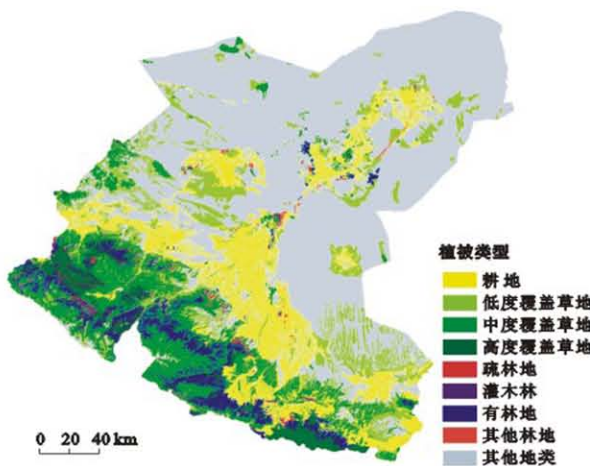 植被类型
耕地
低度覆盖草地
中度覆盖草地
高度覆盖草地
疏林地
灌木林
有林地
其他林地
其他地类
0 20 40 km